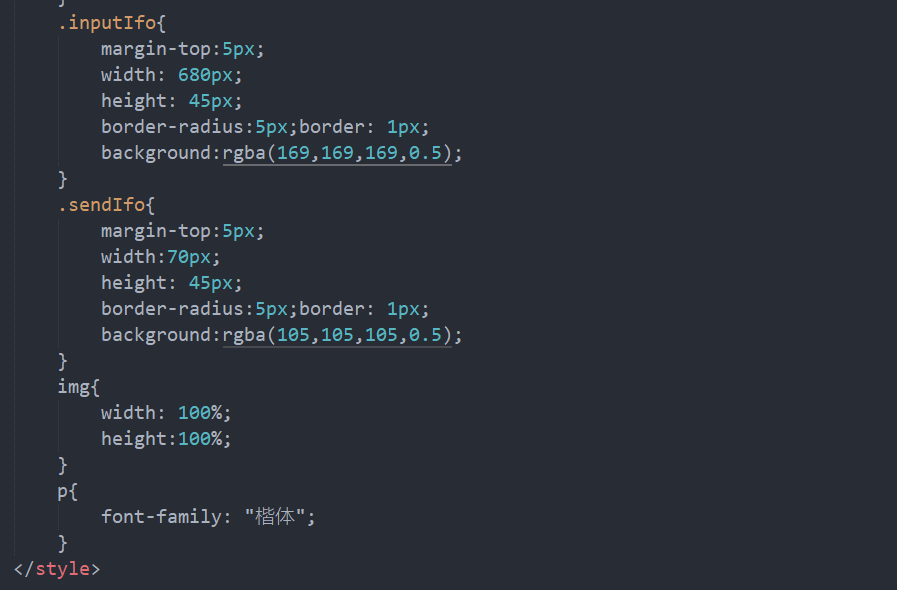 }
.inputIfo{
margin-top:5px;
width: 680px;
height: 45px;
border-radius:5px;border: 1px;
background:rgba(169,169,169,0.5);
}
.sendIfo{
margin-top:5px;
width:70px;
height: 45px;
border-radius:5px;border: 1px;
background:rgba(105,105,105,0.5);
}
img{
width: 100%;
height:100%;
}
p{
font-family: "楷体";
}
</style>